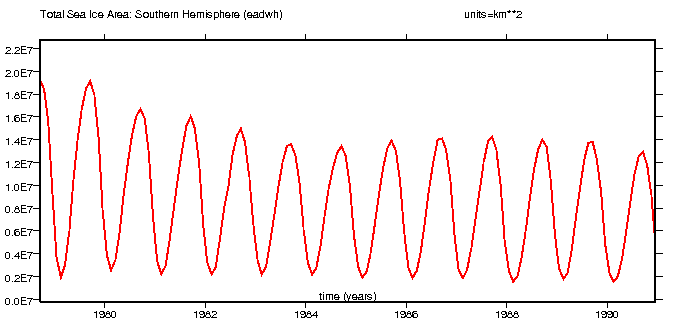 Total Sea Ice Area: Southern Hemisphere (eadwh) units=km**2
2.2E7
2.0E7
1.8E7
1.6E7
1.4E7
1.2E7
1.0E7
0.8E7
0.6E7
0.4E7
0.2E7
0.0E7
time (years)
1980 1982 1984 1986 1988 1990